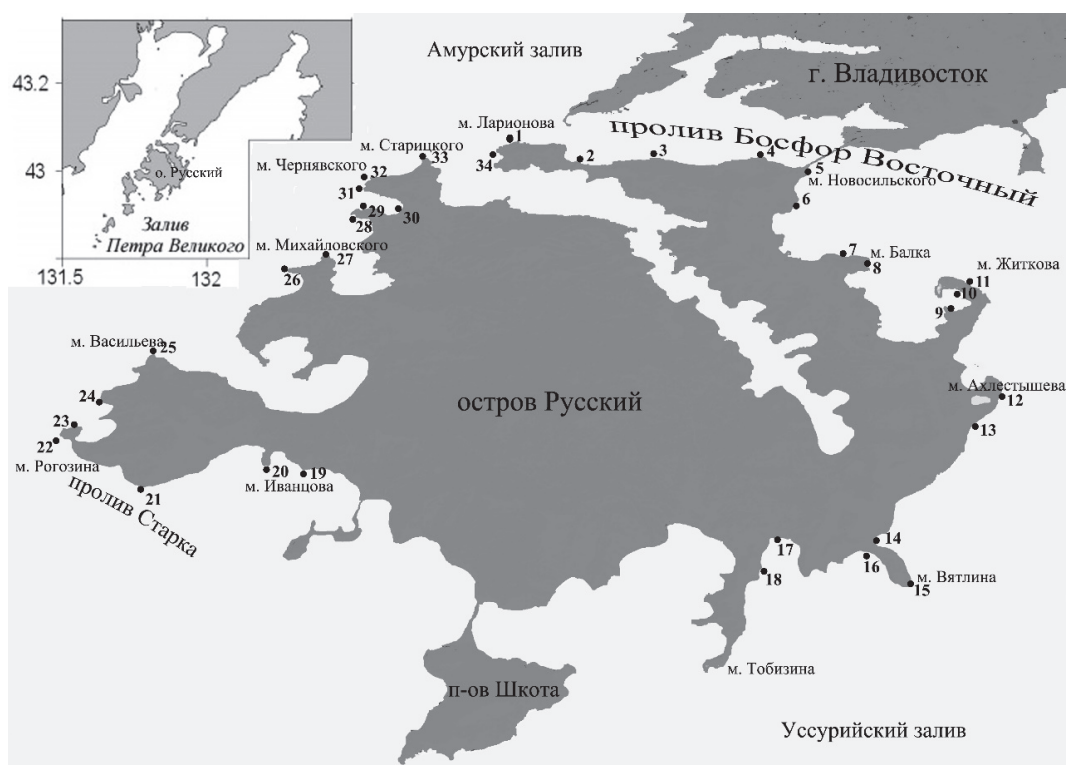 Амурский залив
г. Владивосток
43.2
43
о. Русский
Залив
Петра Великого
131.5
132
м. Ларионова
1
пролив Босфор Восточный
м. Старицкого
33
34
2
3
4
5
м. Чернявского
32
31
29
30
28
м. Новосильского
6
м. Михайловского
27
26
7
м. Балка
8
м. Житкова
11
10
9
м. Васильева
25
24
23
22
м. Рогозина
пролив Старка
21
остров Русский
м. Ахлестышева
12
13
20
19
м. Иванцова
17
18
14
16
м. Вятлина
15
м. Тобизина
п-ов Шкота
Уссурийский залив